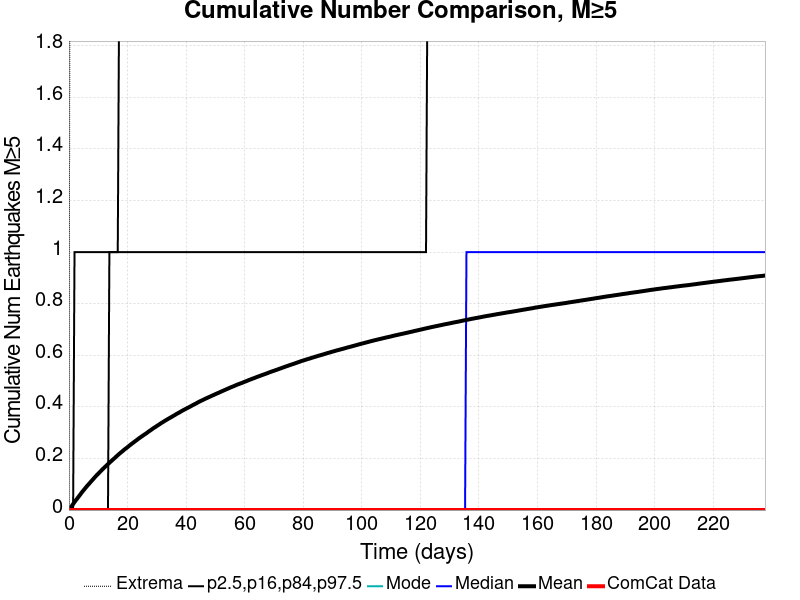 Cumulative Number Comparison, M≥5
Cumulative Num Earthquakes M≥5
1.8
1.6
1.4
1.2
1
0.8
0.6
0.4
0.2
0
0 20 40 60 80 100 120 140 160 180 200 220
Time (days)
Extrema p2.5,p16,p84,p97.5 Mode Median Mean ComCat Data